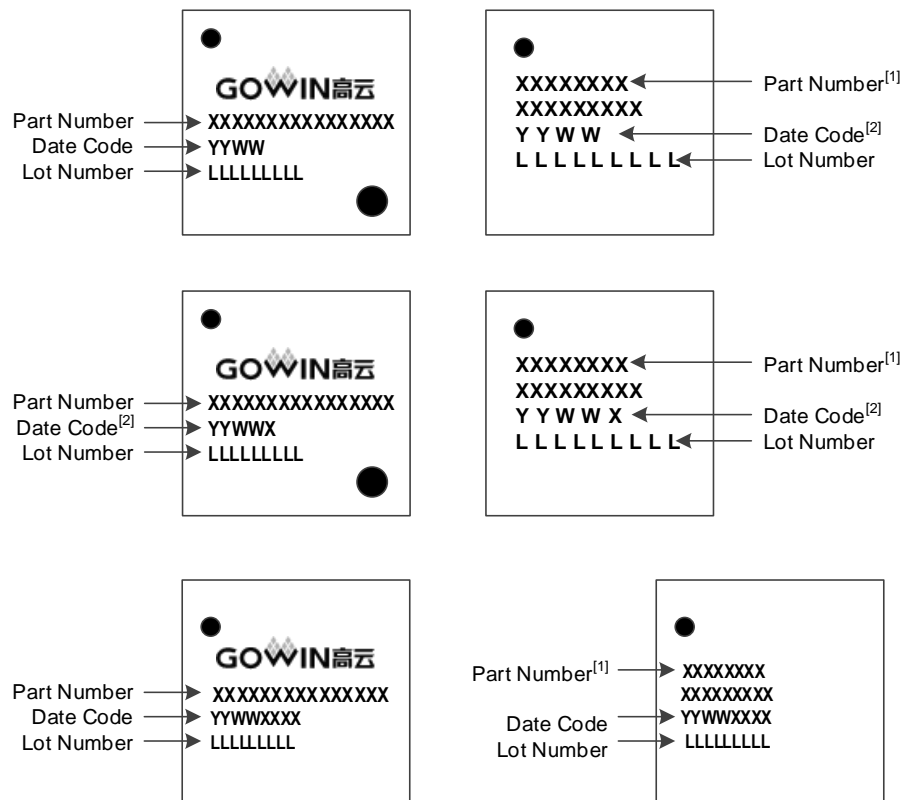 GOWIN高云
Part Number XXXXXXXXXXXXXXXX
Date Code YYWW
Lot Number LLLLLLLLL
XXXXXXXX Part Number[1]
XXXXXXXXX
Y Y W W Date Code[2]
L L L L L L L L L Lot Number
GOWIN高云
Part Number XXXXXXXXXXXXXXXX
Date Code[2] YYWWX
Lot Number LLLLLLLLL
XXXXXXXX Part Number[1]
XXXXXXXXX
Y Y W W X Date Code[2]
L L L L L L L L L Lot Number
GOWIN高云
Part Number XXXXXXXXXXXXXXX
Date Code YYWWXXXX
Lot Number LLLLLLLLL
Part Number[1] XXXXXXXX
XXXXXXXXX
Date Code YYWWXXXX
Lot Number LLLLLLLLL